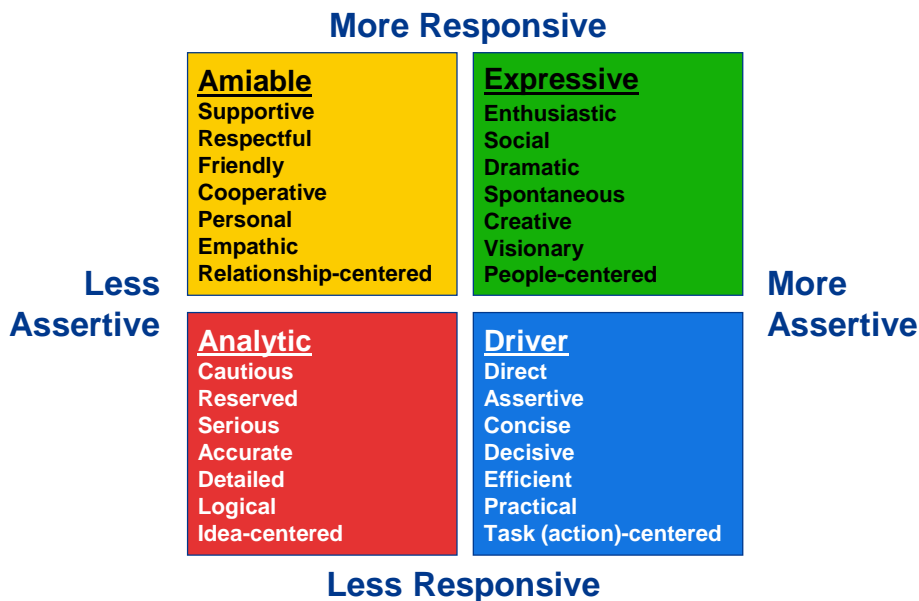 More Responsive
Amiable
Supportive
Respectful
Friendly
Cooperative
Personal
Empathic
Relationship-centered
Expressive
Enthusiastic
Social
Dramatic
Spontaneous
Creative
Visionary
People-centered
Less
Assertive
More
Assertive
Analytic
Cautious
Reserved
Serious
Accurate
Detailed
Logical
Idea-centered
Driver
Direct
Assertive
Concise
Decisive
Efficient
Practical
Task (action)-centered
Less Responsive